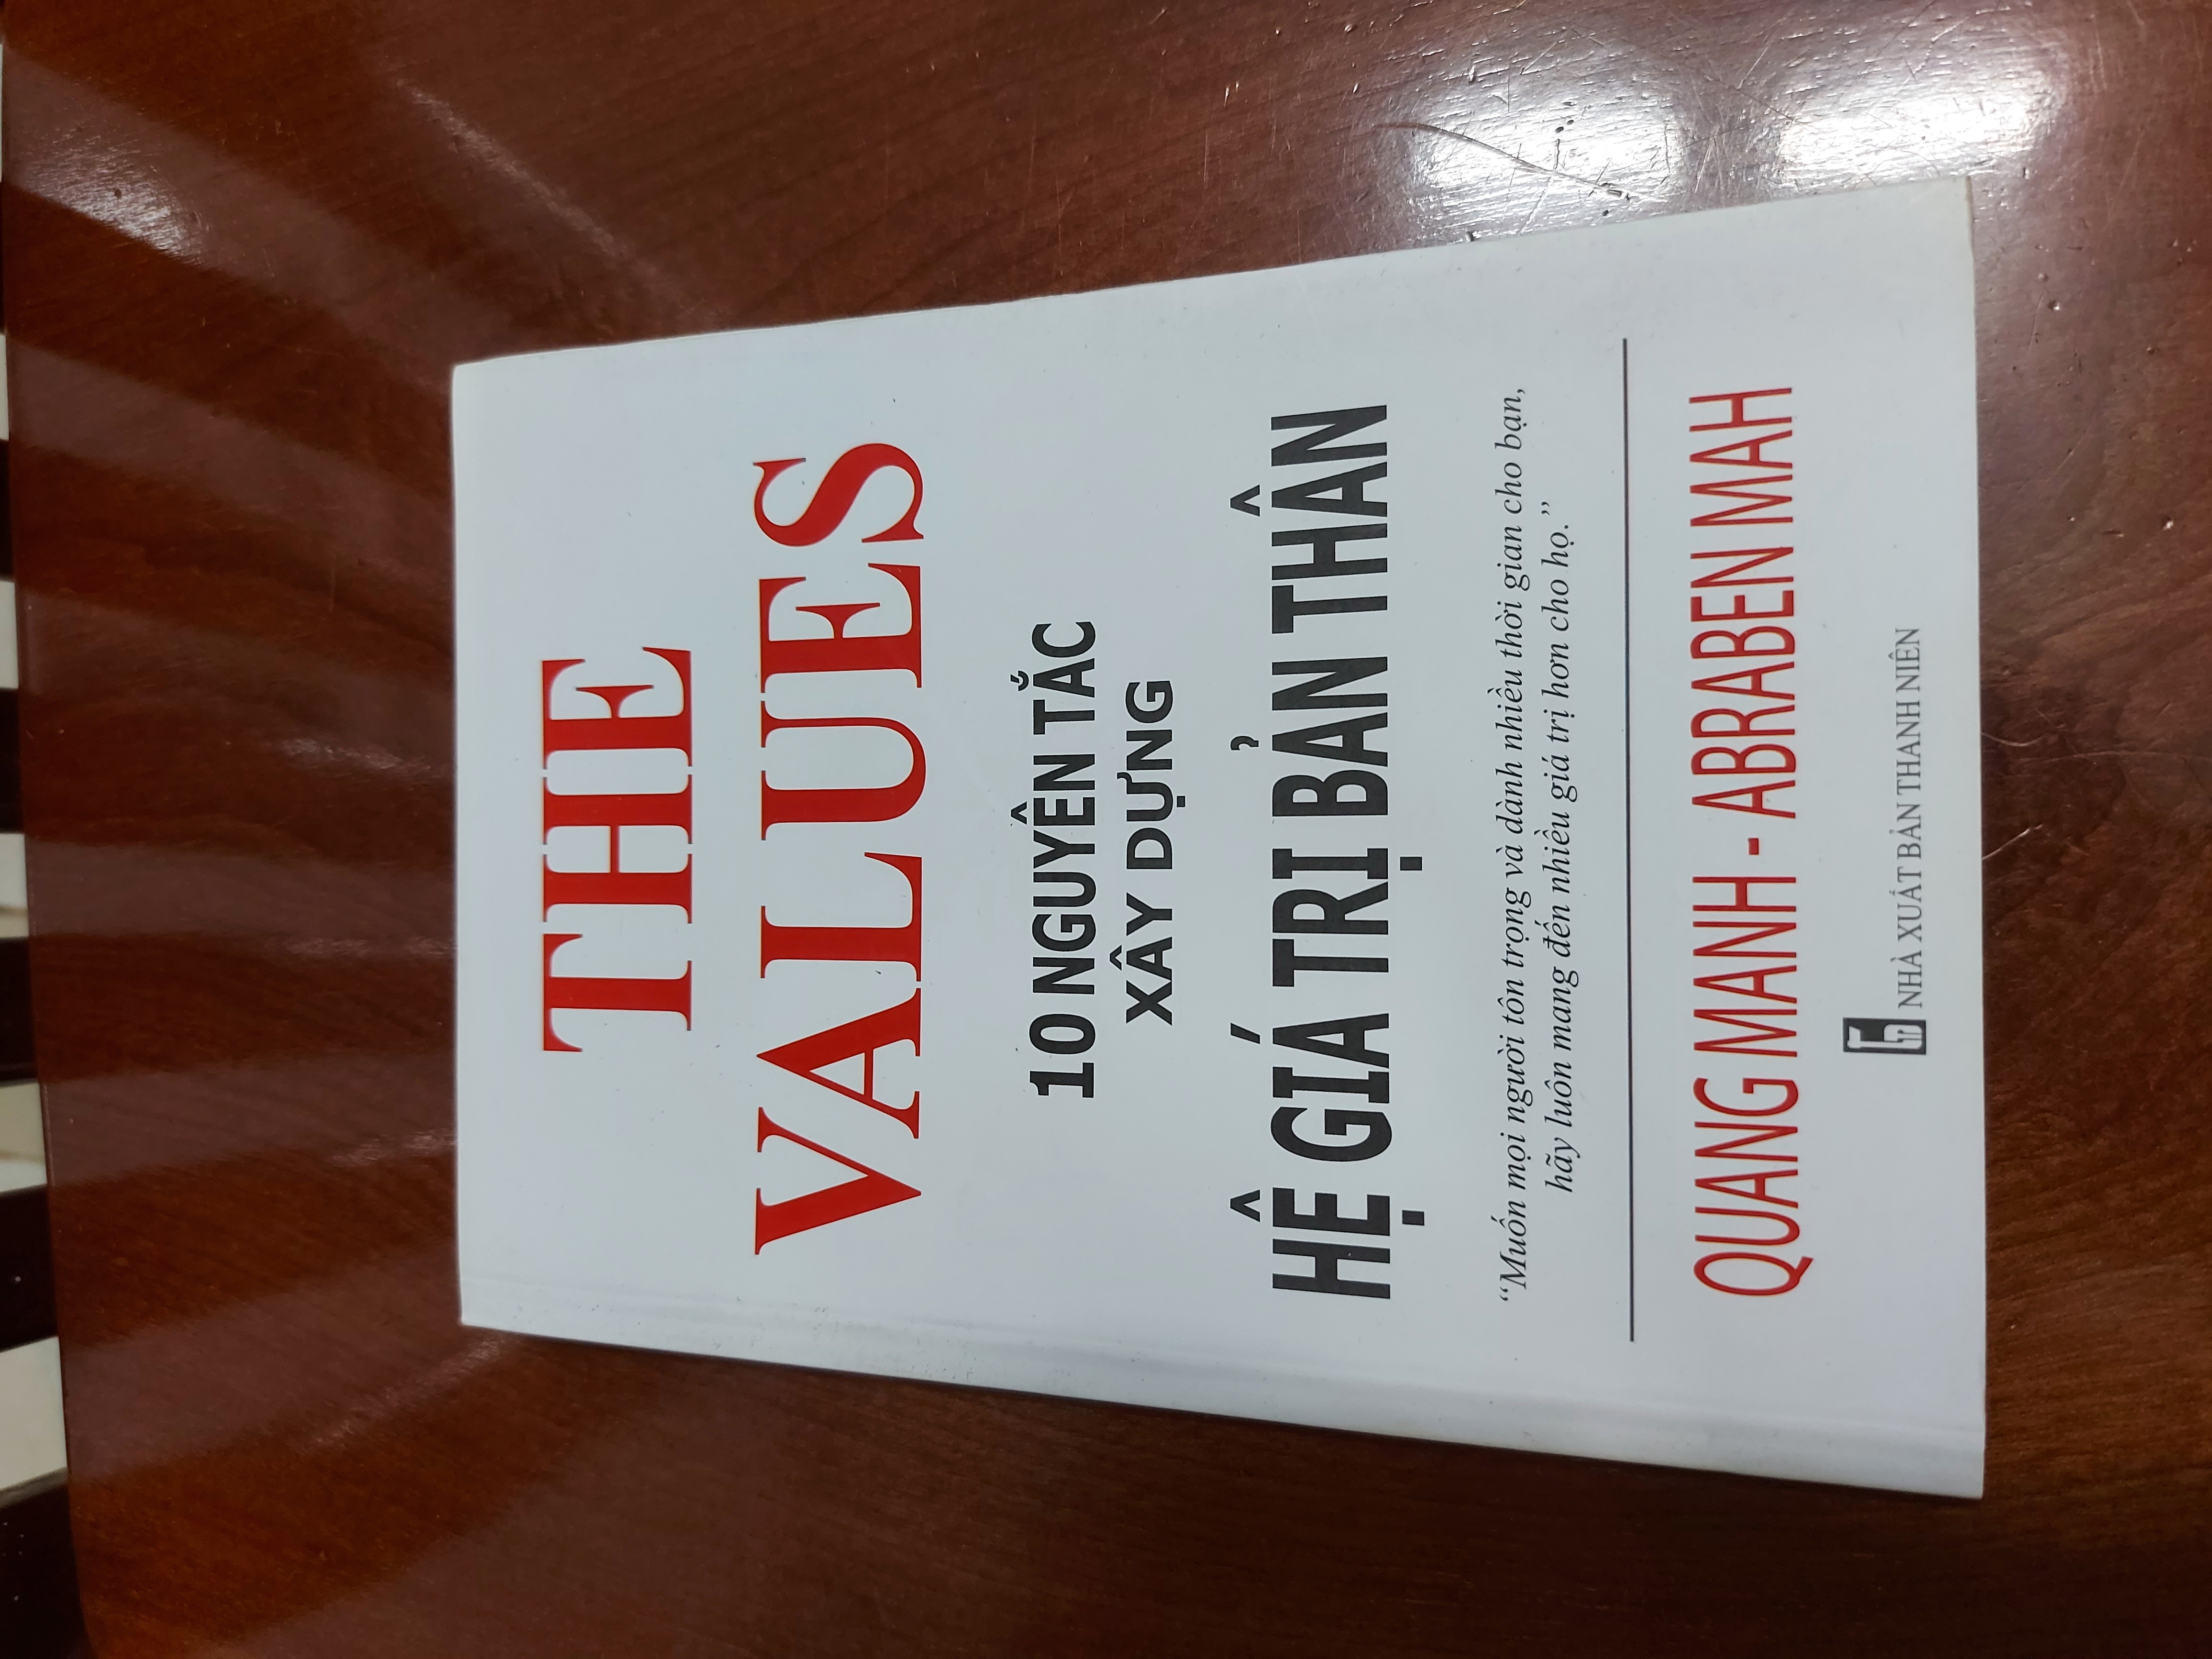 THE
VALUES
10 NGUYÊN TẮC
XÂY DỰNG
HỆ GIÁ TRỊ BẢN THÂN
“Muốn mọi người tôn trọng và dành nhiều thời gian cho bạn,
hãy luôn mang đến nhiều giá trị hơn cho họ.”
QUANG MANH - ABRABEN MAH
NHÀ XUẤT BẢN THANH NIÊN